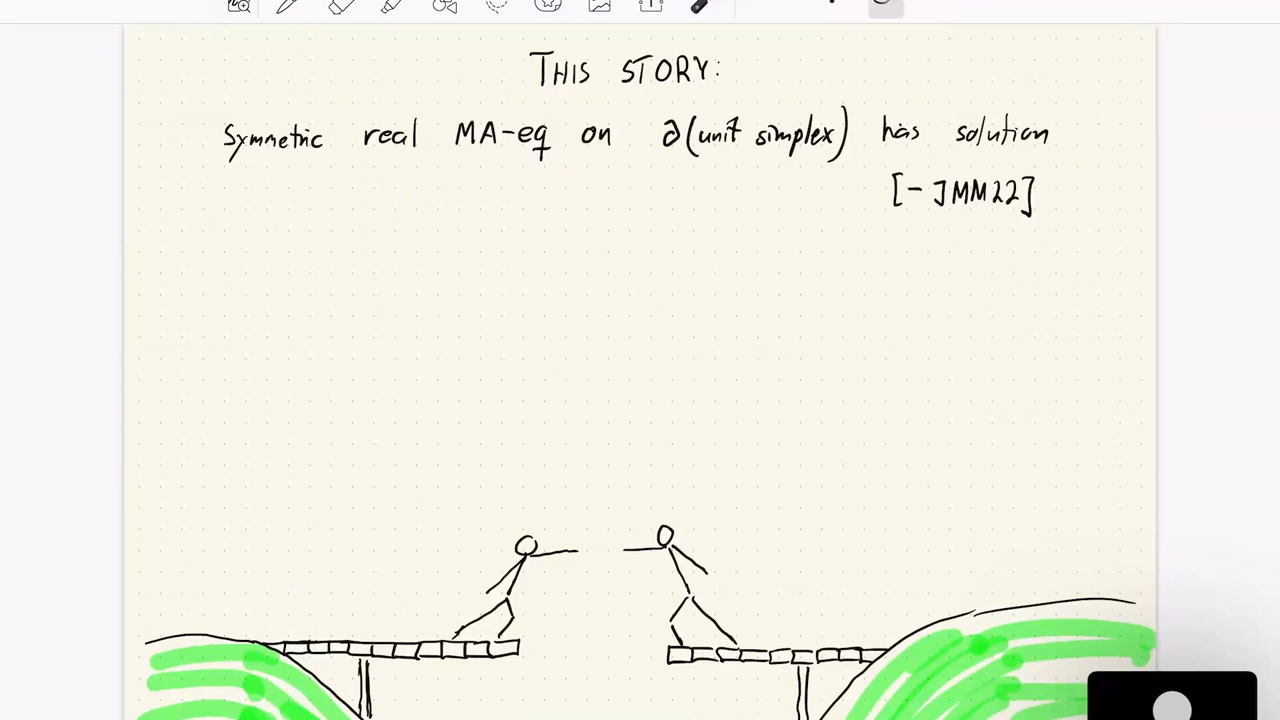 THIS STORY:
Symmetric real MA-eq on ∂(unit simplex) has solution
[-JMM22]